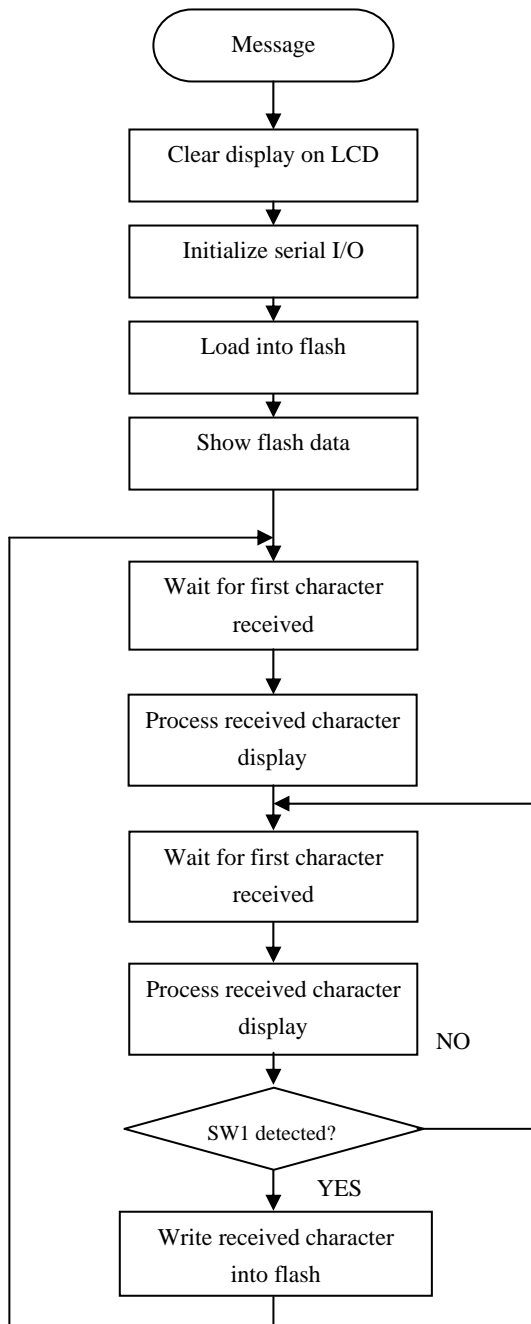 Message
Clear display on LCD
Initialize serial I/O
Load into flash
Show flash data
Wait for first character
received
Process received character
display
Wait for first character
received
Process received character
display
NO
SW1 detected?
YES
Write received character
into flash